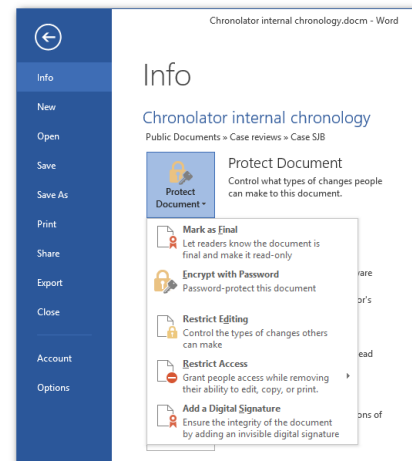 Chronolator internal chronology.docm - Word
Info
Info
New
Open
Save
Save As
Print
Share
Export
Close
Account
Options
Chronolator internal chronology
Public Documents » Case reviews » Case SJB
Protect
Document
Protect Document
Control what types of changes people
can make to this document.
Mark as Final
Let readers know the document is
final and make it read-only
Encrypt with Password
Password-protect this document
Restrict Editing
Control the types of changes others
can make
Restrict Access
Grant people access while removing
their ability to edit, copy, or print.
Add a Digital Signature
Ensure the integrity of the document
by adding an invisible digital signature